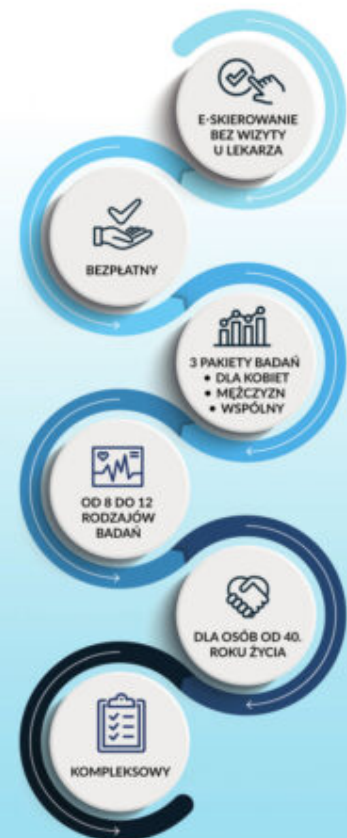 E-SKIEROWANIE
BEZ WIZYTY
U LEKARZA
BEZPŁATNY
3 PAKIETY BADAŃ
• DLA KOBIET
• MĘŻCZYZN
• WSPÓLNY
OD 8 DO 12
RODZAJÓW
BADAŃ
DLA OSÓB OD 40.
ROKU ŻYCIA
KOMPLEKSOWY